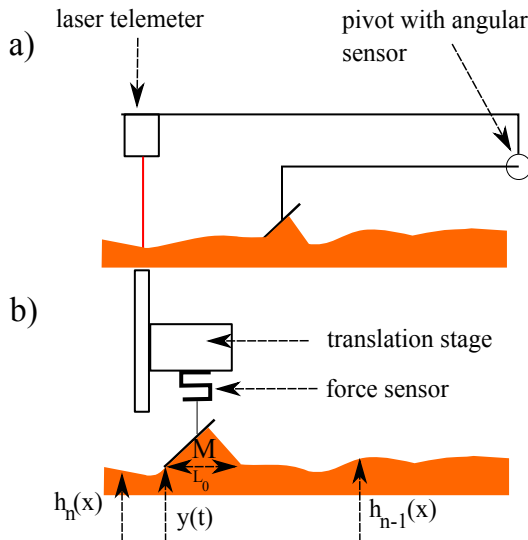 laser telemeter
pivot with angular
sensor
a)
b)
translation stage
force sensor
M
L0
hn(x)
y(t)
hn-1(x)